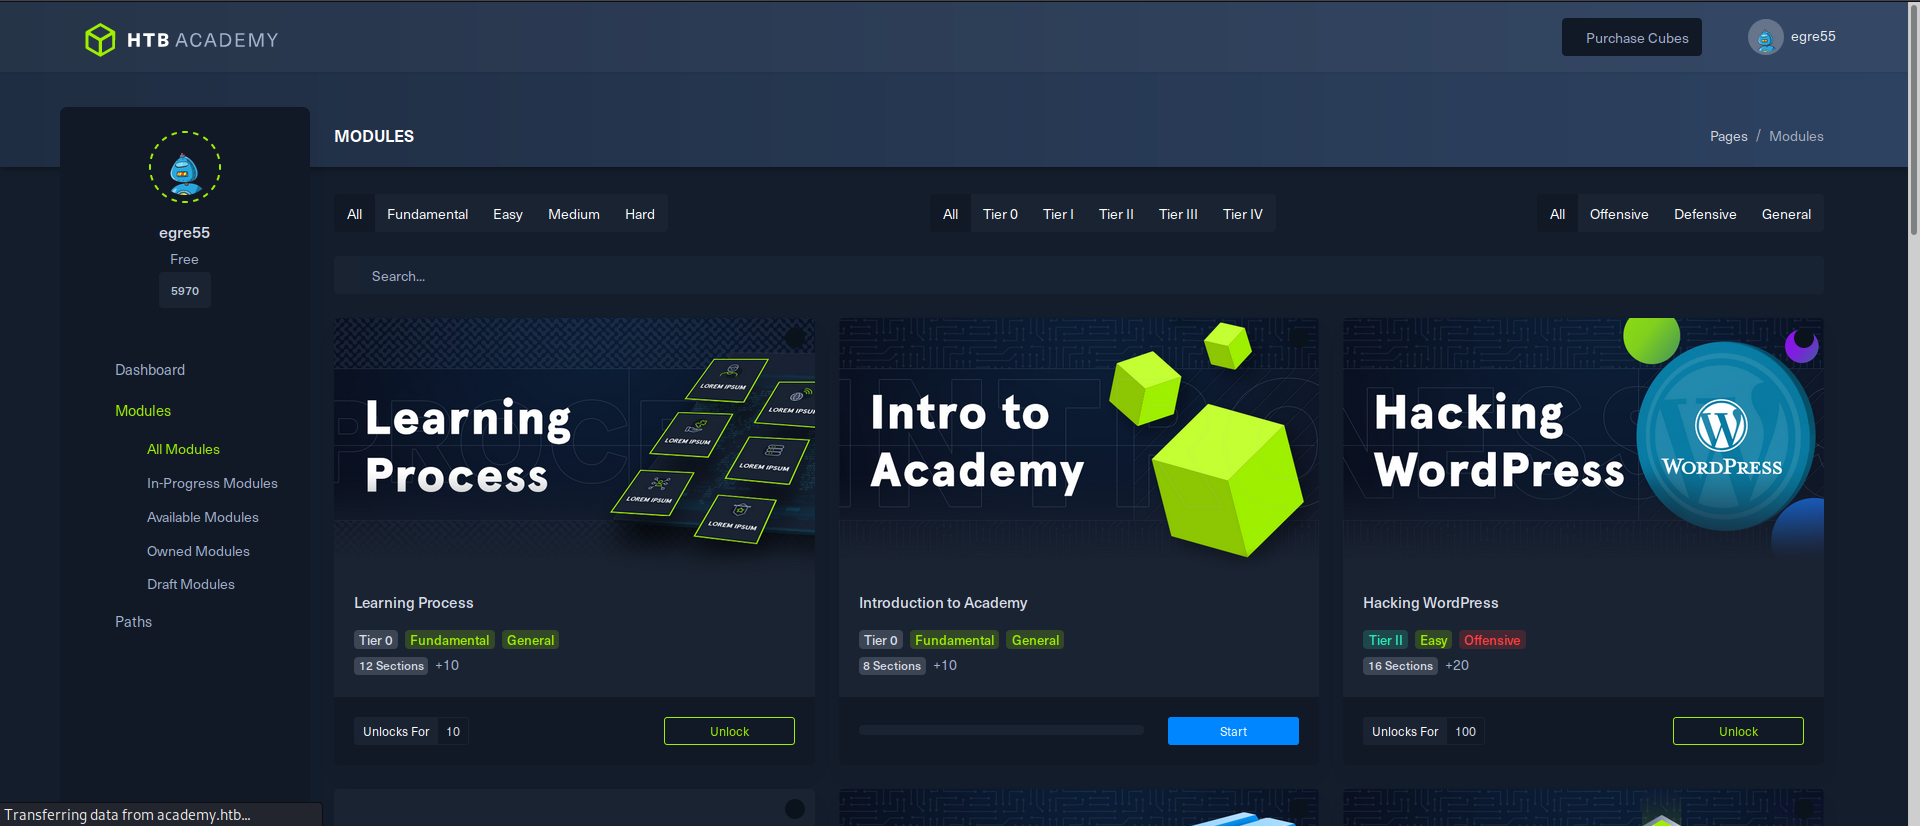 HTB ACADEMY
Purchase Cubes
egre55
egre55
Free
5970
Dashboard
Modules
All Modules
In-Progress Modules
Available Modules
Owned Modules
Draft Modules
Paths
MODULES
Pages / Modules
All Fundamental Easy Medium Hard
All Tier 0 Tier I Tier II Tier III Tier IV
All Offensive Defensive General
Search...
Learning
Process
LOREM IPSUM
LOREM IPSUM
LOREM IPSUM
LOREM IPSUM
LOREM IPSUM
LOREM IPSUM
Learning Process
Tier 0 Fundamental General
12 Sections +10
Unlocks For 10
Unlock
Intro to
Academy
Introduction to Academy
Tier 0 Fundamental General
8 Sections +10
Start
Hacking
WordPress
WORDPRESS
Hacking WordPress
Tier II Easy Offensive
16 Sections +20
Unlocks For 100
Unlock
Transferring data from academy.htb...